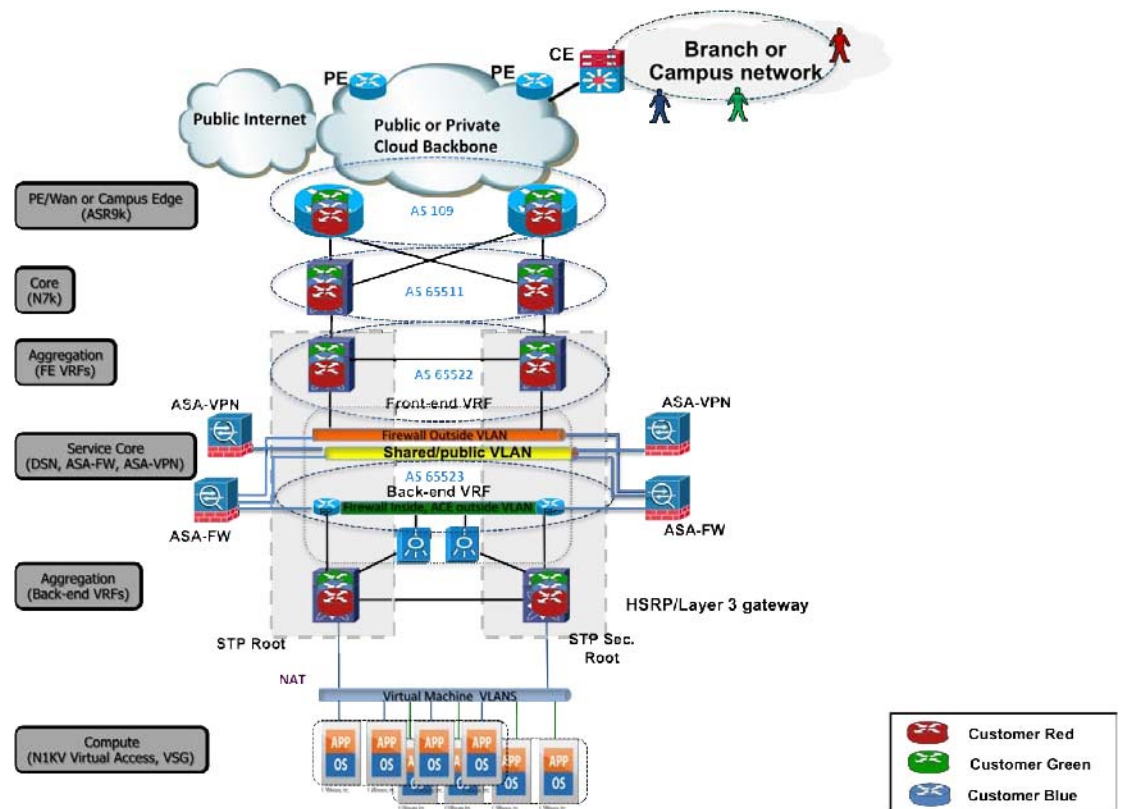 PE
PE
CE
Branch or
Campus network
Public Internet
Public or Private
Cloud Backbone
PE/Wan or Campus Edge
(ASR9k)
AS 109
Core
(N7k)
AS 65511
Aggregation
(FE VRFs)
AS 65522
Front-end VRF
ASA-VPN
ASA-VPN
Firewall Outside VLAN
Service Core
(DSN, ASA-FW, ASA-VPN)
Shared/public VLAN
AS 65523
Back-end VRF
Firewall Inside, ACE outside VLAN
ASA-FW
ASA-FW
Aggregation
(Back-end VRFs)
HSRP/Layer 3 gateway
STP Root
STP Sec.
Root
NAT
Virtual Machine VLANS
Compute
(N1KV Virtual Access, VSG)
APP
OS
APP
OS
APP
OS
APP
OS
APP
OS
APP
OS
OS
OS
Customer Red
Customer Green
Customer Blue